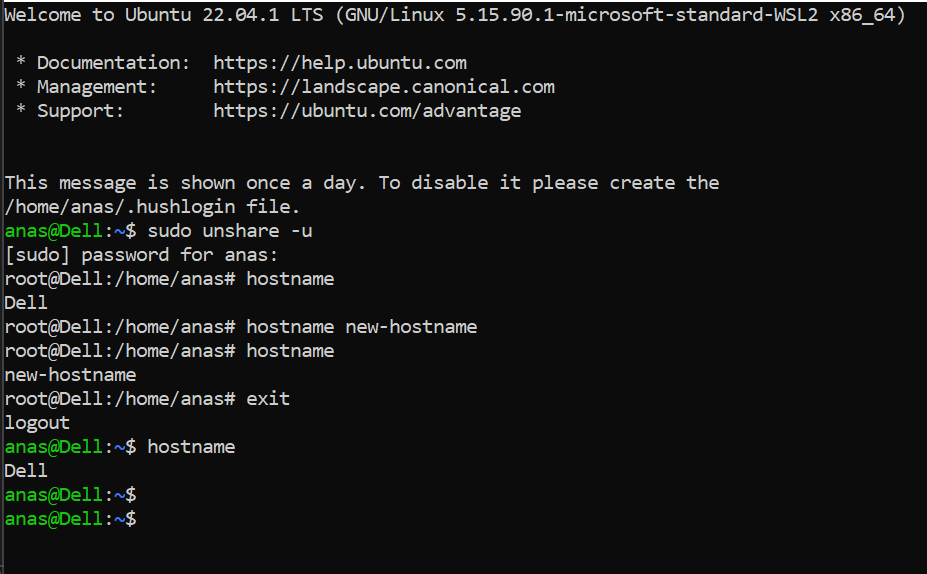 Welcome to Ubuntu 22.04.1 LTS (GNU/Linux 5.15.90.1-microsoft-standard-WSL2 x86_64)
 * Documentation:  https://help.ubuntu.com
 * Management:     https://landscape.canonical.com
 * Support:        https://ubuntu.com/advantage
This message is shown once a day. To disable it please create the
/home/anas/.hushlogin file.
anas@Dell:~$ sudo unshare -u
[sudo] password for anas:
root@Dell:/home/anas# hostname
Dell
root@Dell:/home/anas# hostname new-hostname
root@Dell:/home/anas# hostname
new-hostname
root@Dell:/home/anas# exit
logout
anas@Dell:~$ hostname
Dell
anas@Dell:~$
anas@Dell:~$